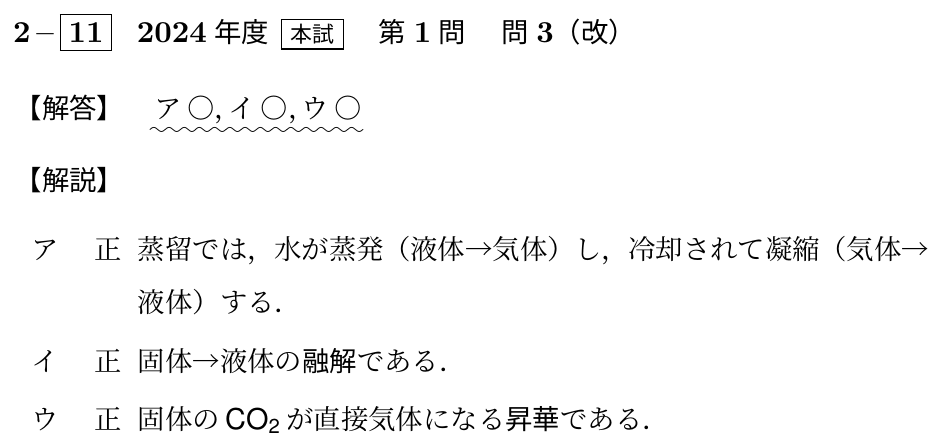 2－11 2024年度 本試 第1問 問3（改）
【解答】 ア ○, イ ○, ウ ○
【解説】
ア 正 蒸留では，水が蒸発（液体→気体）し，冷却されて凝縮（気体→
液体）する．
イ 正 固体→液体の融解である．
ウ 正 固体のCO₂が直接気体になる昇華である．